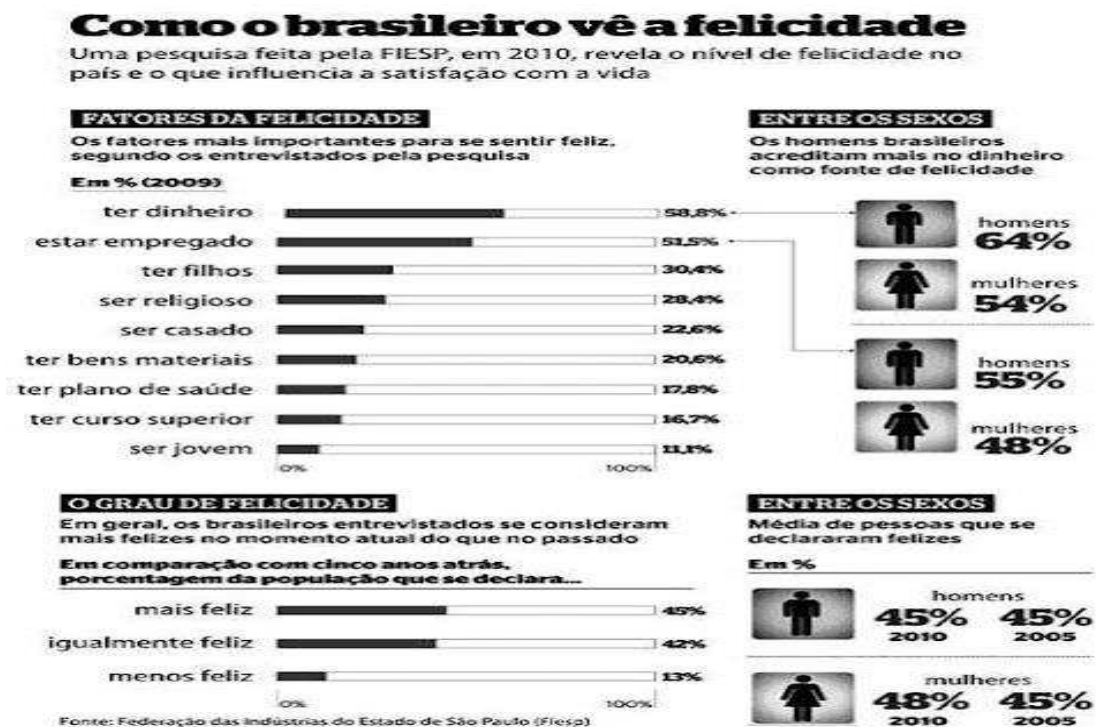 Como o brasileiro vê a felicidade
Uma pesquisa feita pela FIESP, em 2010, revela o nível de felicidade no
país e o que influencia a satisfação com a vida
FATORES DA FELICIDADE
Os fatores mais importantes para se sentir feliz,
segundo os entrevistados pela pesquisa
Em % (2009)
ter dinheiro 58,8%
estar empregado 51,5%
ter filhos 30,4%
ser religioso 28,4%
ser casado 22,6%
ter bens materiais 20,6%
ter plano de saúde 17,8%
ter curso superior 16,7%
ser jovem 11,1%
0% 100%
ENTRE OS SEXOS
Os homens brasileiros
acreditam mais no dinheiro
como fonte de felicidade
homens
64%
mulheres
54%
homens
55%
mulheres
48%
O GRAU DE FELICIDADE
Em geral, os brasileiros entrevistados se consideram
mais felizes no momento atual do que no passado
Em comparação com cinco anos atrás,
porcentagem da população que se declara...
mais feliz 45%
igualmente feliz 42%
menos feliz 13%
0% 100%
Fonte: Federação das Indústrias do Estado de São Paulo (Fiesp)
ENTRE OS SEXOS
Média de pessoas que se
declararam felizes
Em %
homens
45% 45%
2010 2005
mulheres
48% 45%
2010 2005